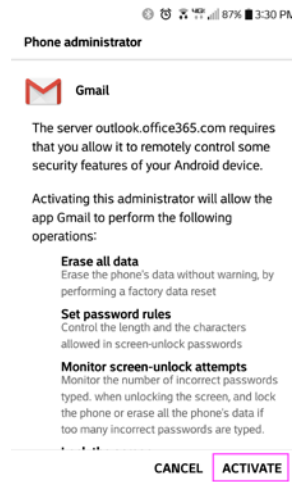 87% 3:30 PM
Phone administrator
Gmail
The server outlook.office365.com requires
that you allow it to remotely control some
security features of your Android device.
Activating this administrator will allow the
app Gmail to perform the following
operations:
Erase all data
Erase the phone's data without warning, by
performing a factory data reset
Set password rules
Control the length and the characters
allowed in screen-unlock passwords
Monitor screen-unlock attempts
Monitor the number of incorrect passwords
typed. when unlocking the screen, and lock
the phone or erase all the phone's data if
too many incorrect passwords are typed.
CANCEL ACTIVATE